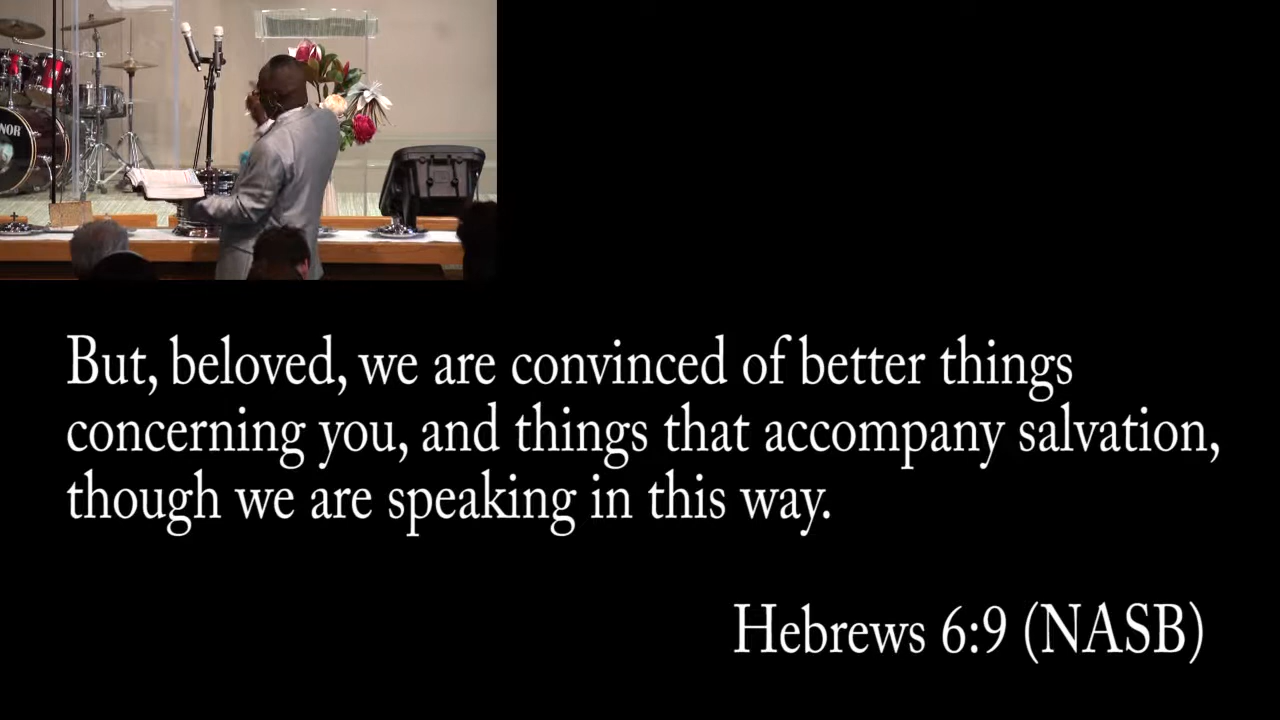 NOR
But, beloved, we are convinced of better things
concerning you, and things that accompany salvation,
though we are speaking in this way.
Hebrews 6:9 (NASB)